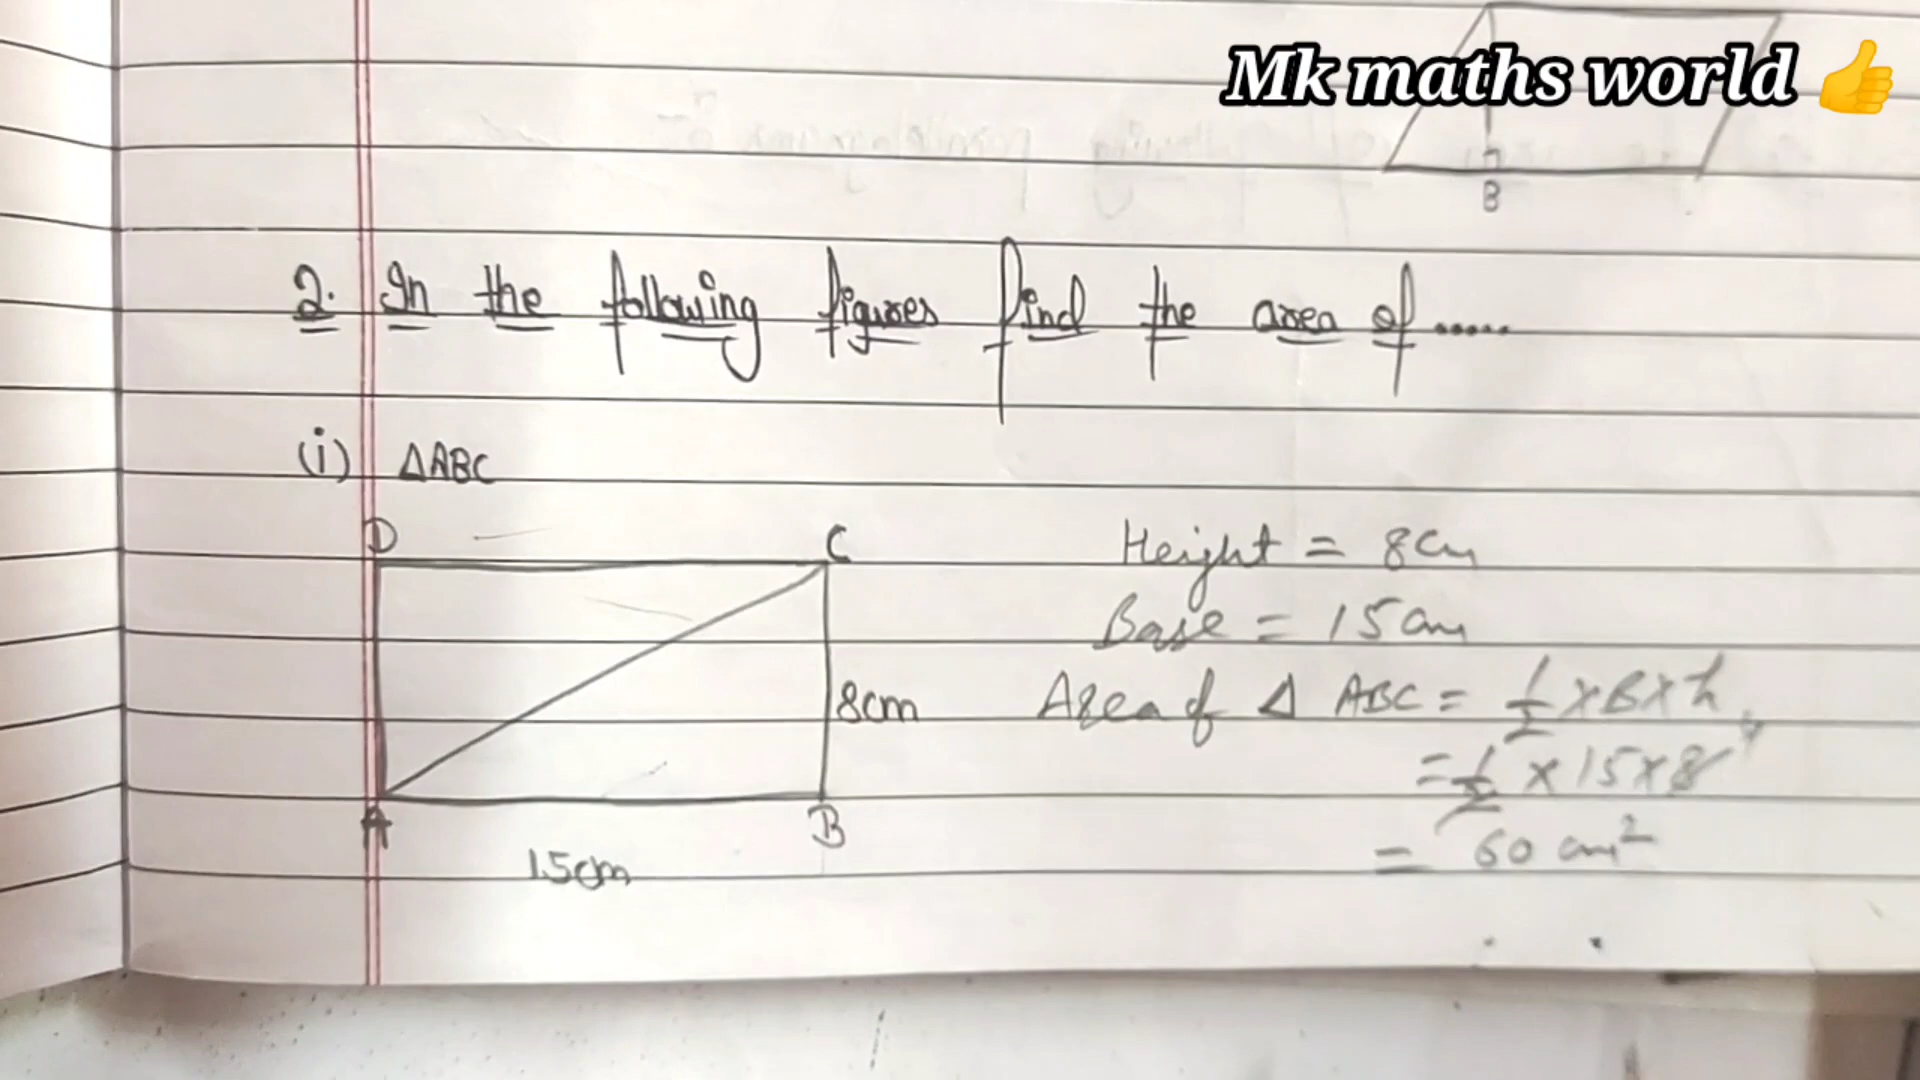 Mk maths world 👍
B
2. In the following figures find the area of.....
(i) ΔABC
D C
Height = 8cm
Base = 15cm
8cm
Area of Δ ABC = 1/2 × B × h
= 1/2 × 15 × 8 4
= 60 cm²
A B
15cm